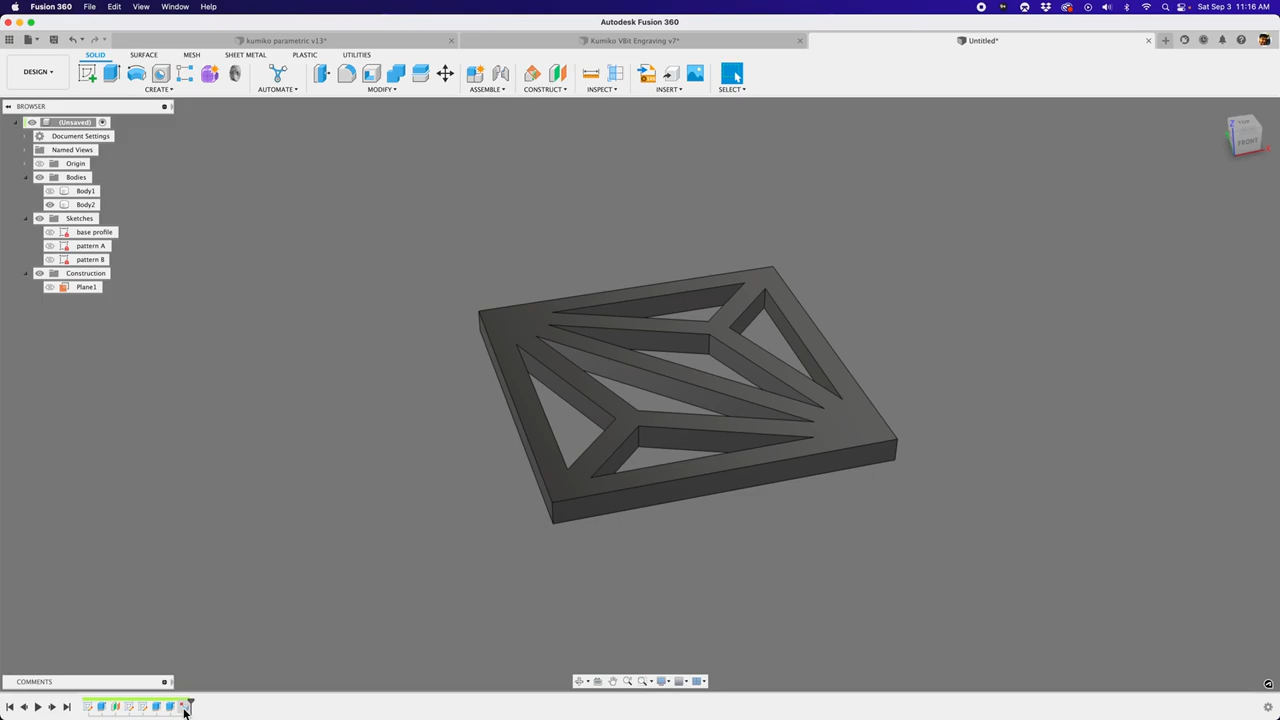 Fusion 360 File Edit View Window Help Sat Sep 3 11:16 AM
Autodesk Fusion 360
kumiko parametric v13* Kumiko VBit Engraving v7* Untitled*
SOLID SURFACE MESH SHEET METAL PLASTIC UTILITIES
DESIGN
CREATE AUTOMATE MODIFY ASSEMBLE CONSTRUCT INSPECT INSERT SELECT
BROWSER
(Unsaved)
Document Settings
Named Views
Origin
Bodies
Body1
Body2
Sketches
base profile
pattern A
pattern B
Construction
Plane1
TOP
Z
FRONT
X
COMMENTS